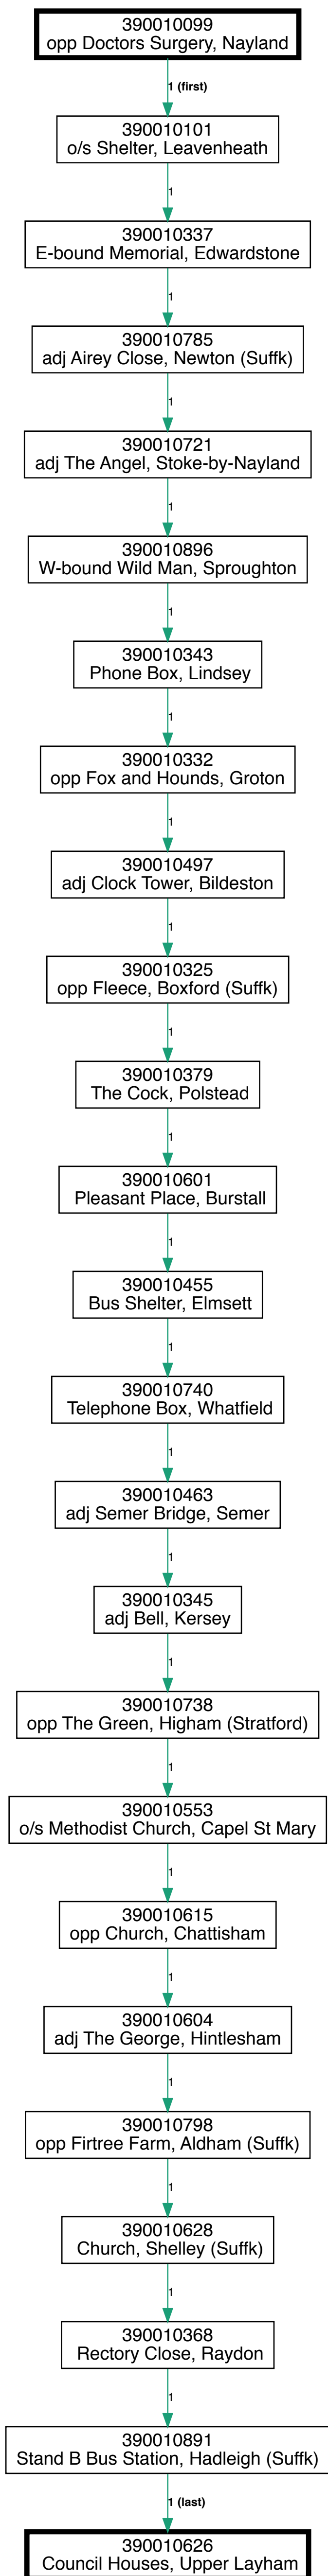 390010099
opp Doctors Surgery, Nayland
1 (first)
390010101
o/s Shelter, Leavenheath
1
390010337
E-bound Memorial, Edwardstone
1
390010785
adj Airey Close, Newton (Suffk)
1
390010721
adj The Angel, Stoke-by-Nayland
1
390010896
W-bound Wild Man, Sproughton
1
390010343
Phone Box, Lindsey
1
390010332
opp Fox and Hounds, Groton
1
390010497
adj Clock Tower, Bildeston
1
390010325
opp Fleece, Boxford (Suffk)
1
390010379
The Cock, Polstead
1
390010601
Pleasant Place, Burstall
1
390010455
Bus Shelter, Elmsett
1
390010740
Telephone Box, Whatfield
1
390010463
adj Semer Bridge, Semer
1
390010345
adj Bell, Kersey
1
390010738
opp The Green, Higham (Stratford)
1
390010553
o/s Methodist Church, Capel St Mary
1
390010615
opp Church, Chattisham
1
390010604
adj The George, Hintlesham
1
390010798
opp Firtree Farm, Aldham (Suffk)
1
390010628
Church, Shelley (Suffk)
1
390010368
Rectory Close, Raydon
1
390010891
Stand B Bus Station, Hadleigh (Suffk)
1 (last)
390010626
Council Houses, Upper Layham